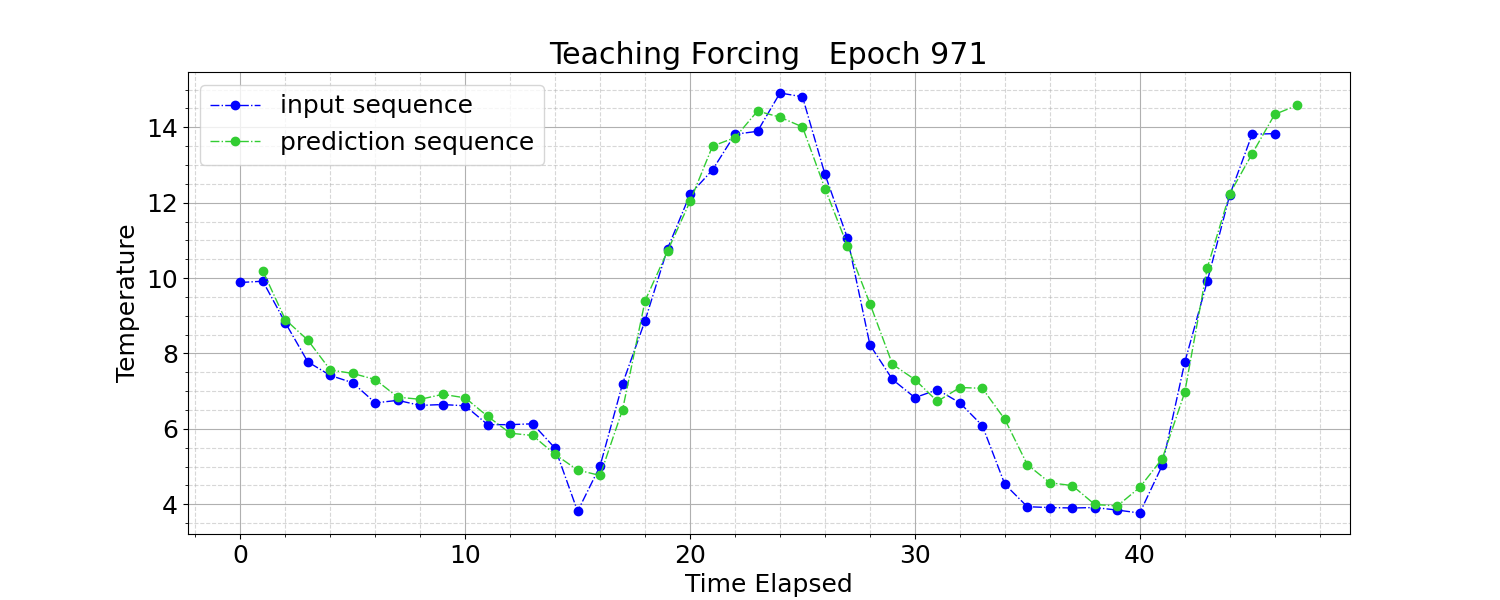 Teaching Forcing   Epoch 971
input sequence
prediction sequence
14
12
10
8
6
4
Temperature
0
10
20
30
40
Time Elapsed